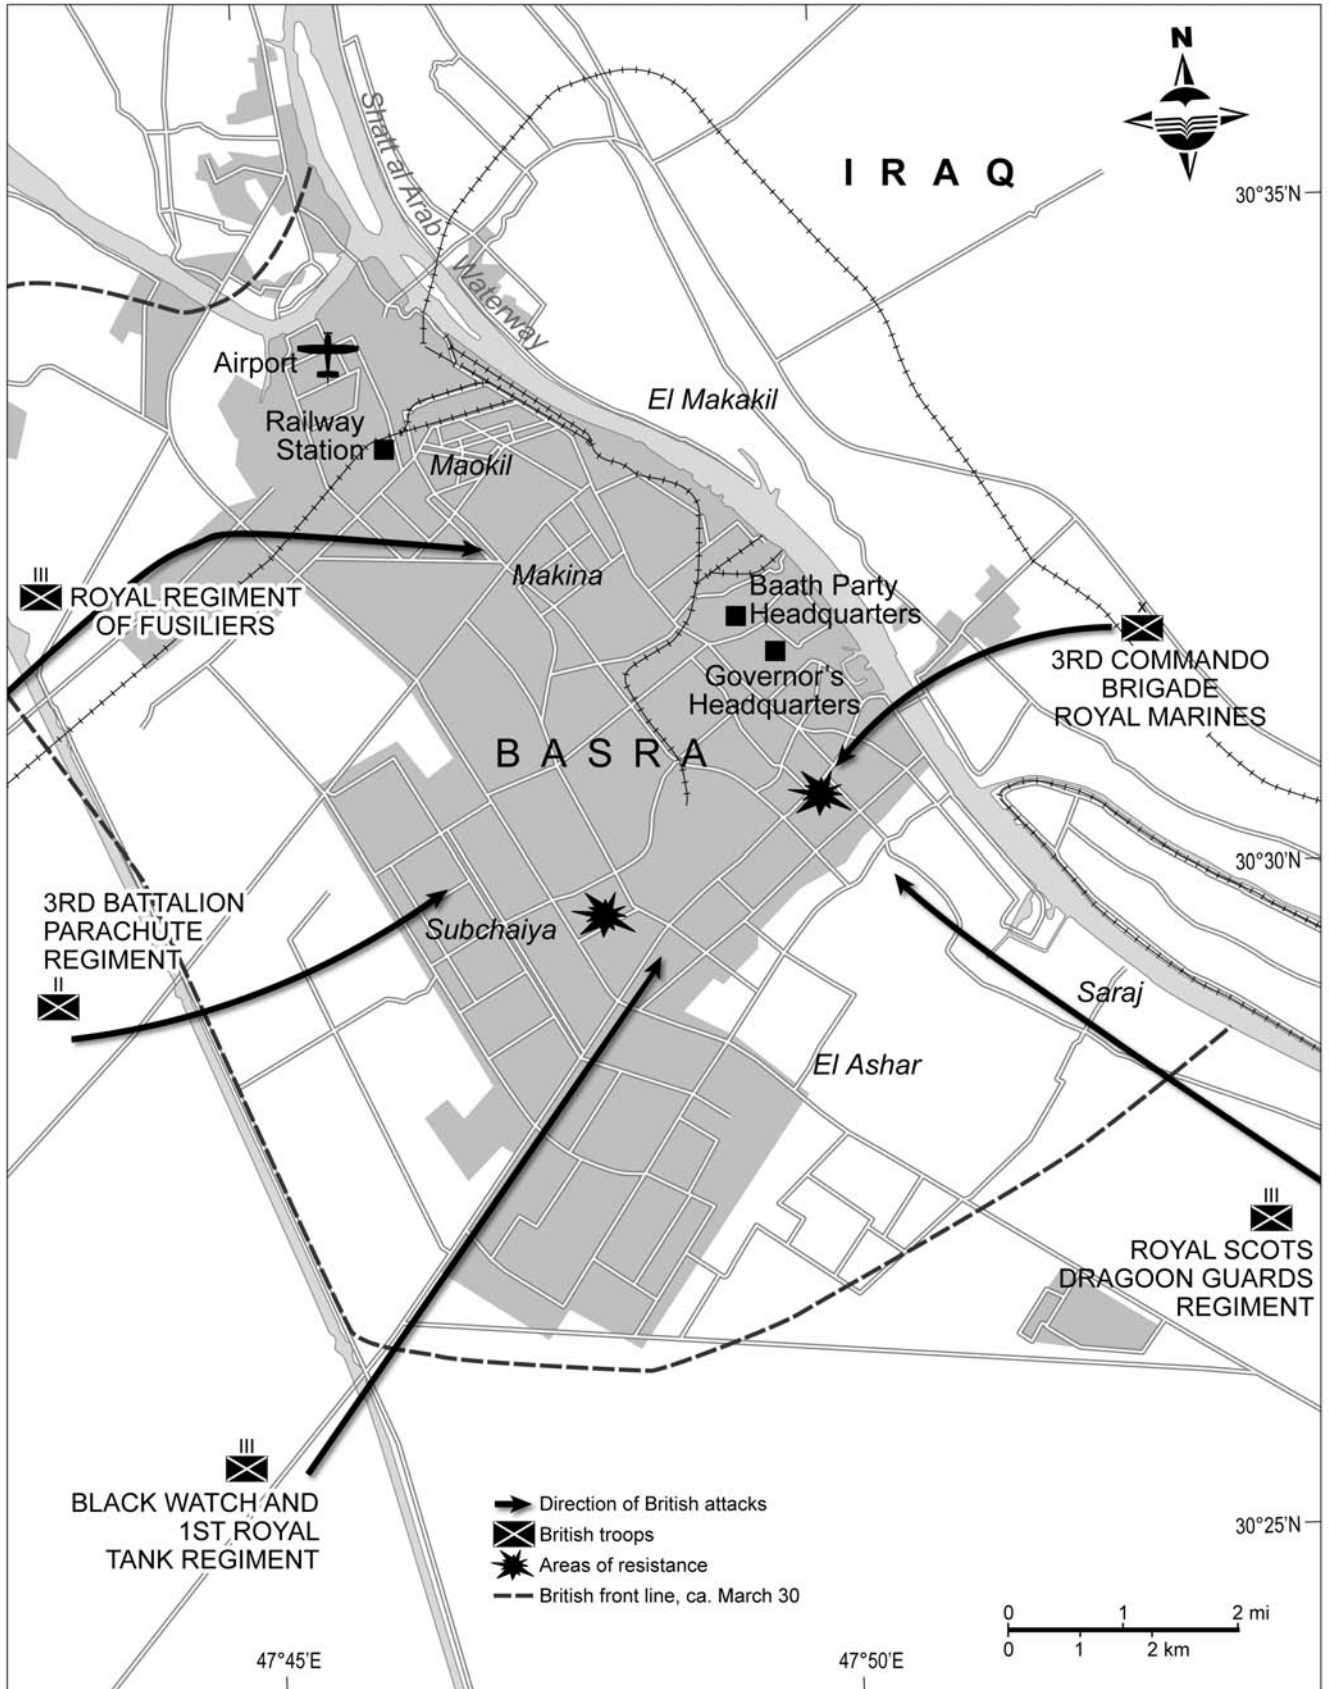 N
I R A Q
30°35'N
Shatt al Arab
Waterway
Airport
Railway
Station
El Makakil
Maokil
Makina
Baath Party
Headquarters
Governor's
Headquarters
III
ROYAL REGIMENT
OF FUSILIERS
X
3RD COMMANDO
BRIGADE
ROYAL MARINES
B A S R A
30°30'N
3RD BATTALION
PARACHUTE
REGIMENT
II
Subchaiya
Saraj
El Ashar
III
ROYAL SCOTS
DRAGOON GUARDS
REGIMENT
III
BLACK WATCH AND
1ST ROYAL
TANK REGIMENT
Direction of British attacks
British troops
Areas of resistance
British front line, ca. March 30
30°25'N
0 1 2 mi
0 1 2 km
47°45'E
47°50'E